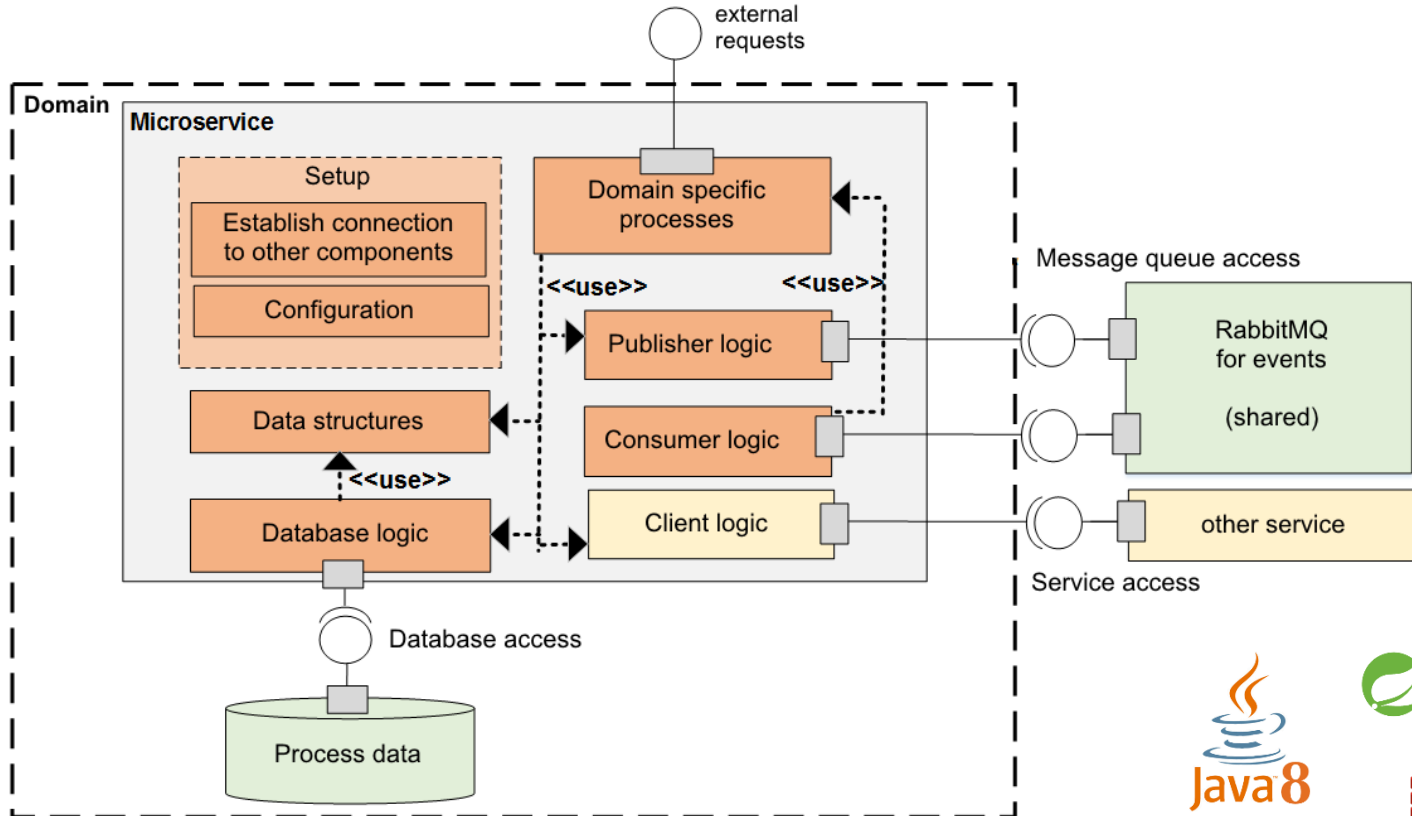 external
requests
Domain
Microservice
Setup
Establish connection
to other components
Configuration
Domain specific
processes
<<use>>
<<use>>
Message queue access
Publisher logic
RabbitMQ
for events
(shared)
Data structures
Consumer logic
<<use>>
Database logic
Client logic
other service
Service access
Database access
Process data
Java 8